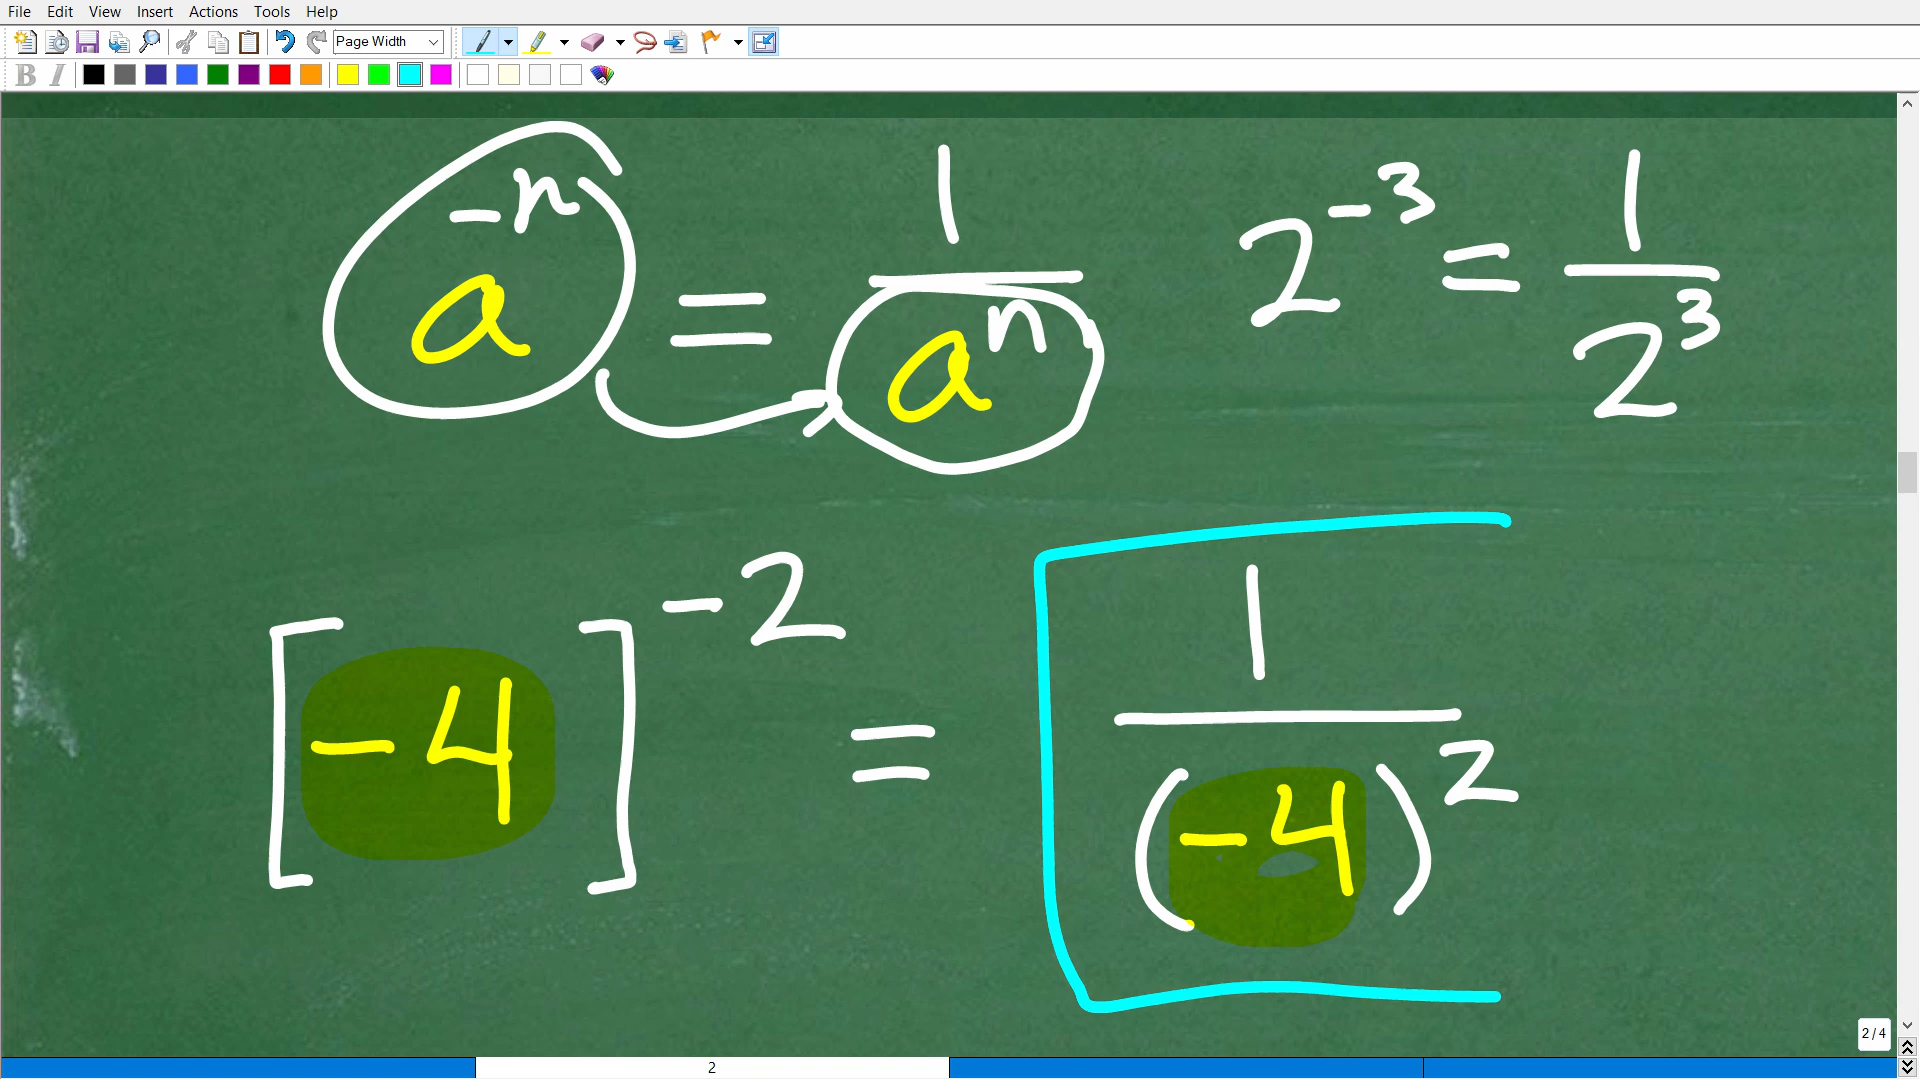 File Edit View Insert Actions Tools Help
Page Width
B I
a^{-n} = 1/a^n 2^{-3} = 1/2^3
[-4]^{-2} = 1/(-4)^2
2 / 4
2